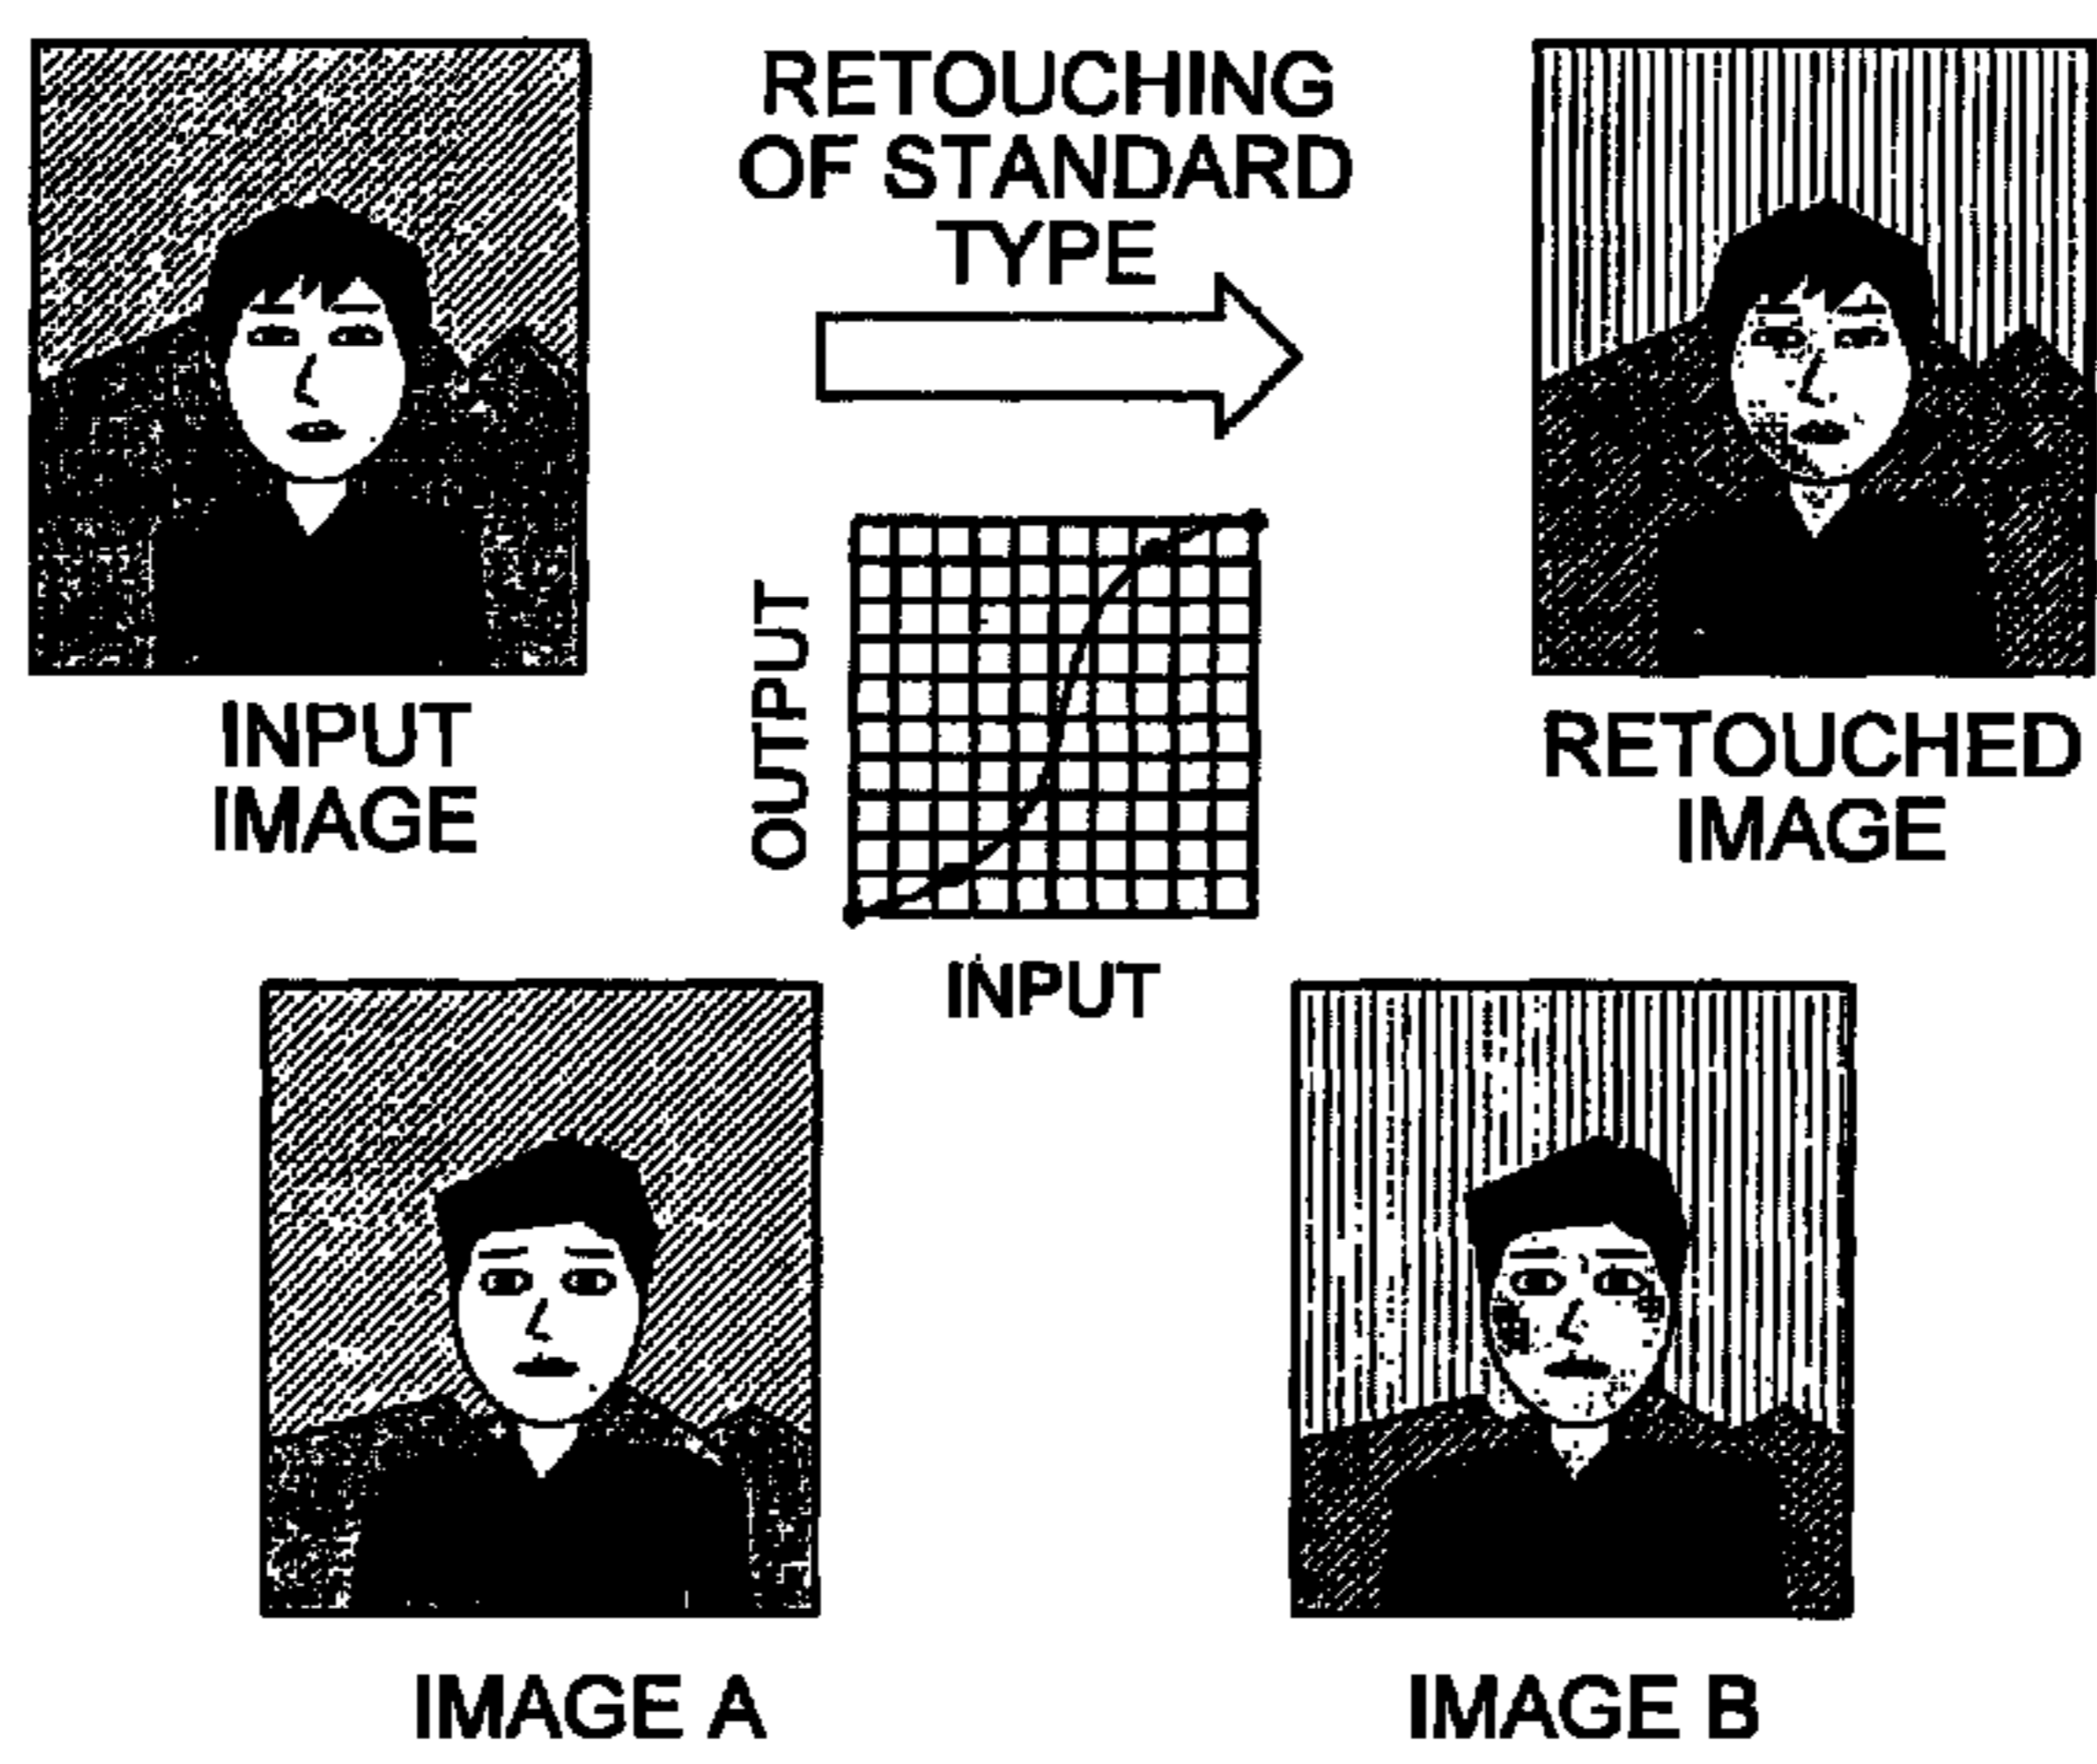 RETOUCHING
OF STANDARD
TYPE
INPUT
IMAGE
OUTPUT
INPUT
RETOUCHED
IMAGE
IMAGE A
IMAGE B